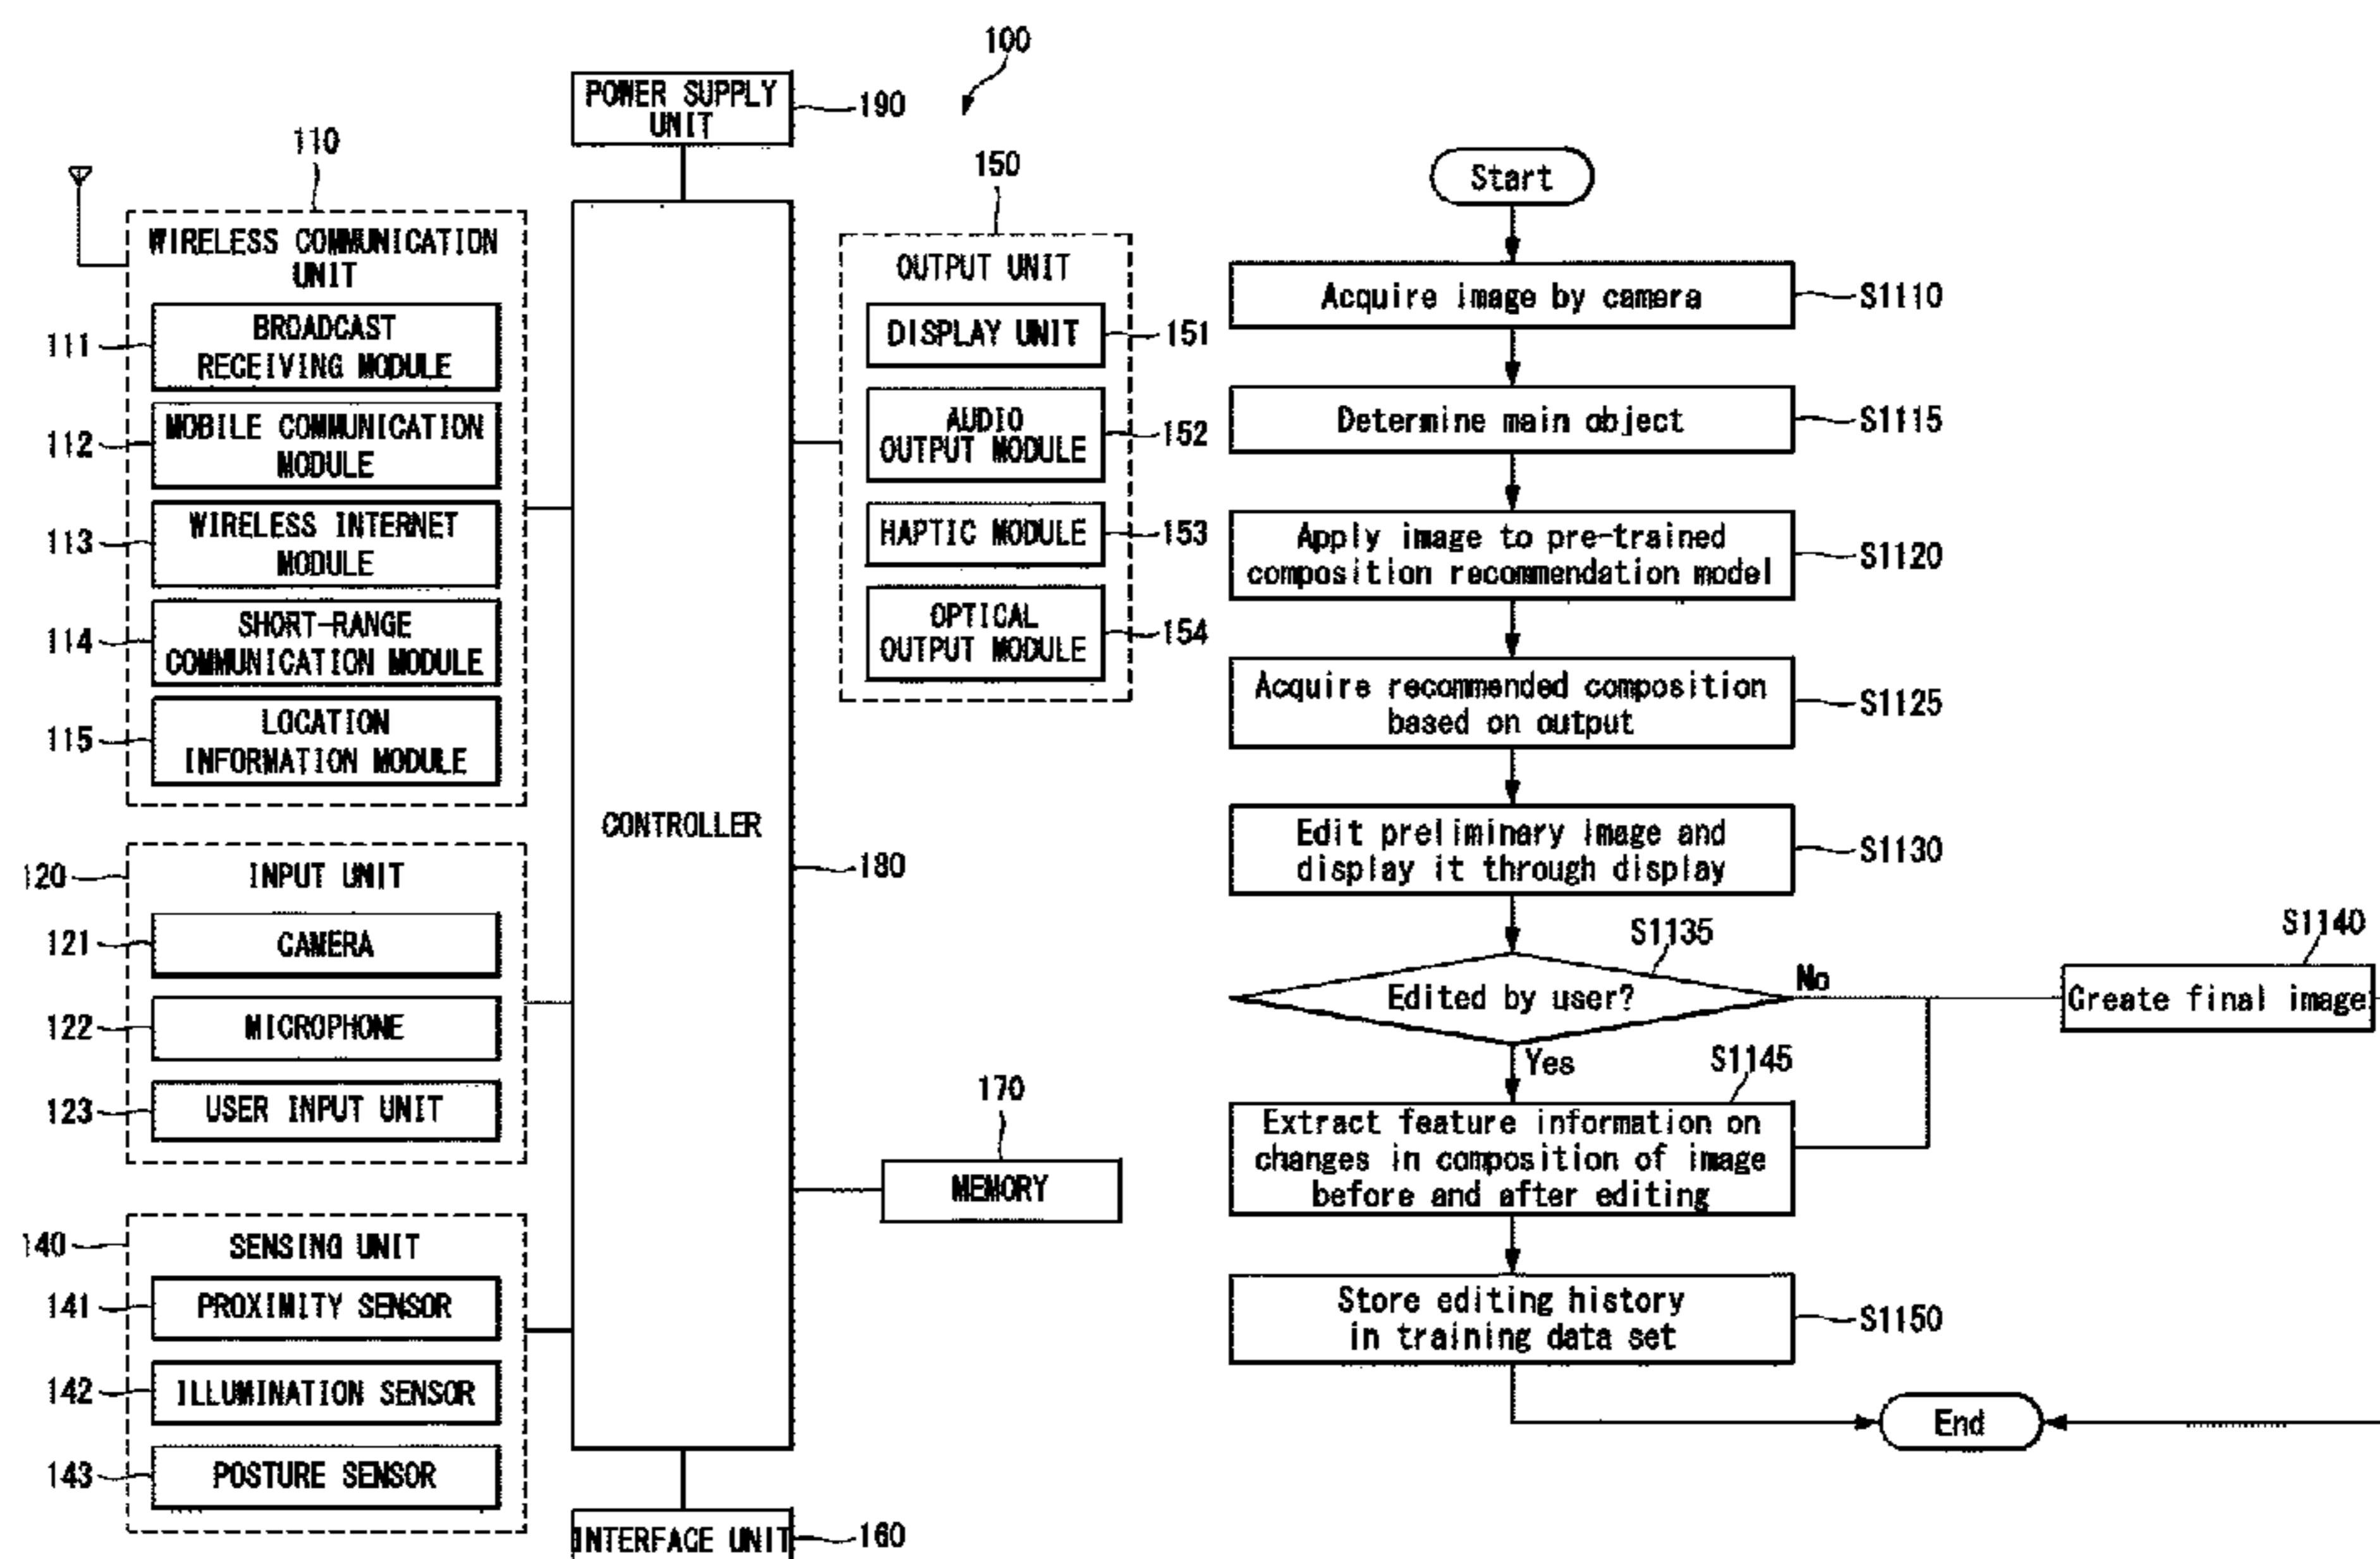 100
POWER SUPPLY
UNIT
190
110
WIRELESS COMMUNICATION
UNIT
BROADCAST
RECEIVING MODULE
111
MOBILE COMMUNICATION
MODULE
112
WIRELESS INTERNET
MODULE
113
SHORT-RANGE
COMMUNICATION MODULE
114
LOCATION
INFORMATION MODULE
115
120
INPUT UNIT
121
CAMERA
122
MICROPHONE
123
USER INPUT UNIT
140
SENSING UNIT
141
PROXIMITY SENSOR
142
ILLUMINATION SENSOR
143
POSTURE SENSOR
CONTROLLER
180
150
OUTPUT UNIT
DISPLAY UNIT
151
AUDIO
OUTPUT MODULE
152
HAPTIC MODULE
153
OPTICAL
OUTPUT MODULE
154
170
MEMORY
INTERFACE UNIT
160
Start
Acquire image by camera
S1110
Determine main object
S1115
Apply image to pre-trained
composition recommendation model
S1120
Acquire recommended composition
based on output
S1125
Edit preliminary image and
display it through display
S1130
S1135
Edited by user?
No
S1140
Create final image
Yes
S1145
Extract feature information on
changes in composition of image
before and after editing
Store editing history
in training data set
S1150
End